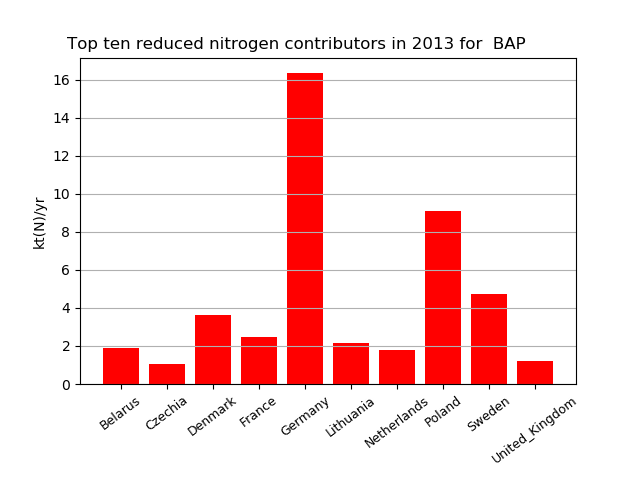 Top ten reduced nitrogen contributors in 2013 for  BAP
kt(N)/yr
16
14
12
10
8
6
4
2
0
Belarus
Czechia
Denmark
France
Germany
Lithuania
Netherlands
Poland
Sweden
United_Kingdom